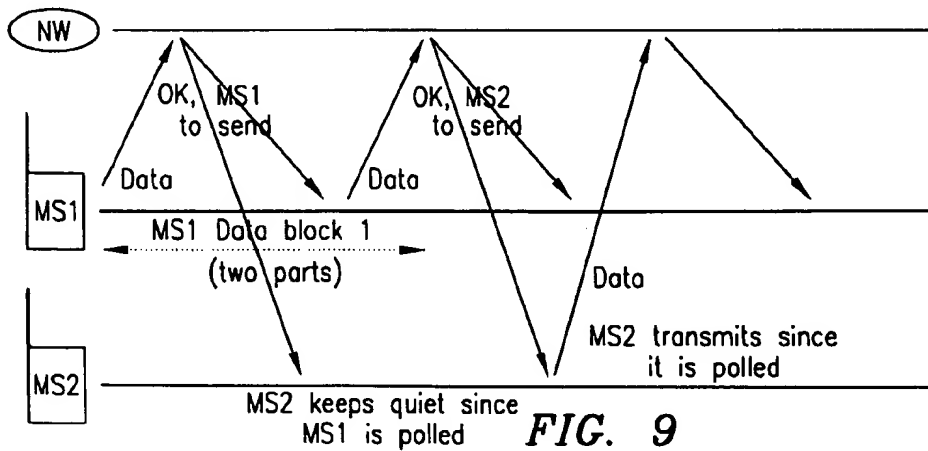 NW
OK, MS1
to send
OK, MS2
to send
Data
Data
MS1
MS1 Data block 1
(two parts)
Data
MS2 transmits since
it is polled
MS2
MS2 keeps quiet since
MS1 is polled
FIG. 9